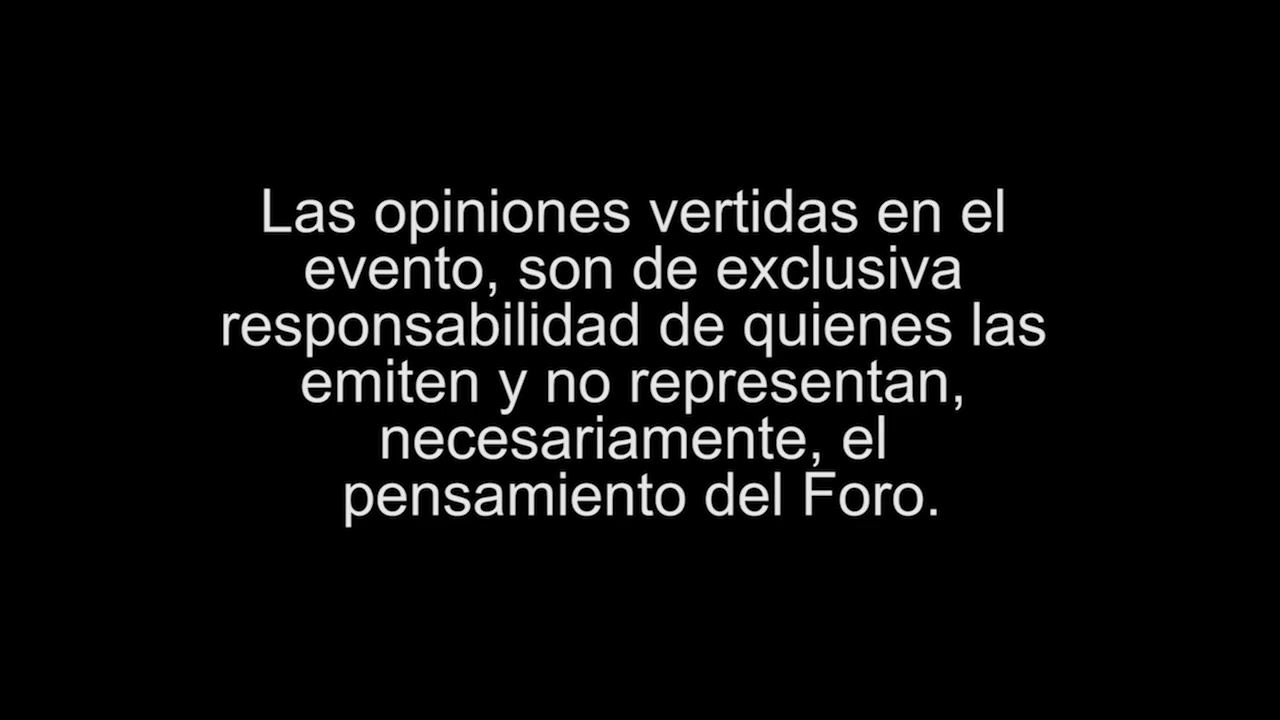 Las opiniones vertidas en el
evento, son de exclusiva
responsabilidad de quienes las
emiten y no representan,
necesariamente, el
pensamiento del Foro.